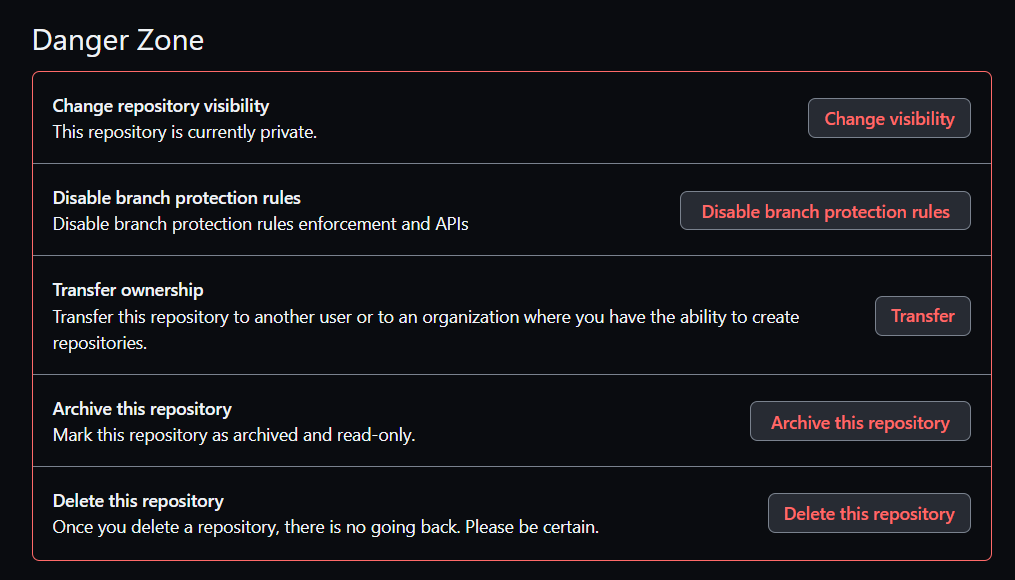 Danger Zone
Change repository visibility
This repository is currently private.
Change visibility
Disable branch protection rules
Disable branch protection rules enforcement and APIs
Disable branch protection rules
Transfer ownership
Transfer this repository to another user or to an organization where you have the ability to create
repositories.
Transfer
Archive this repository
Mark this repository as archived and read-only.
Archive this repository
Delete this repository
Once you delete a repository, there is no going back. Please be certain.
Delete this repository